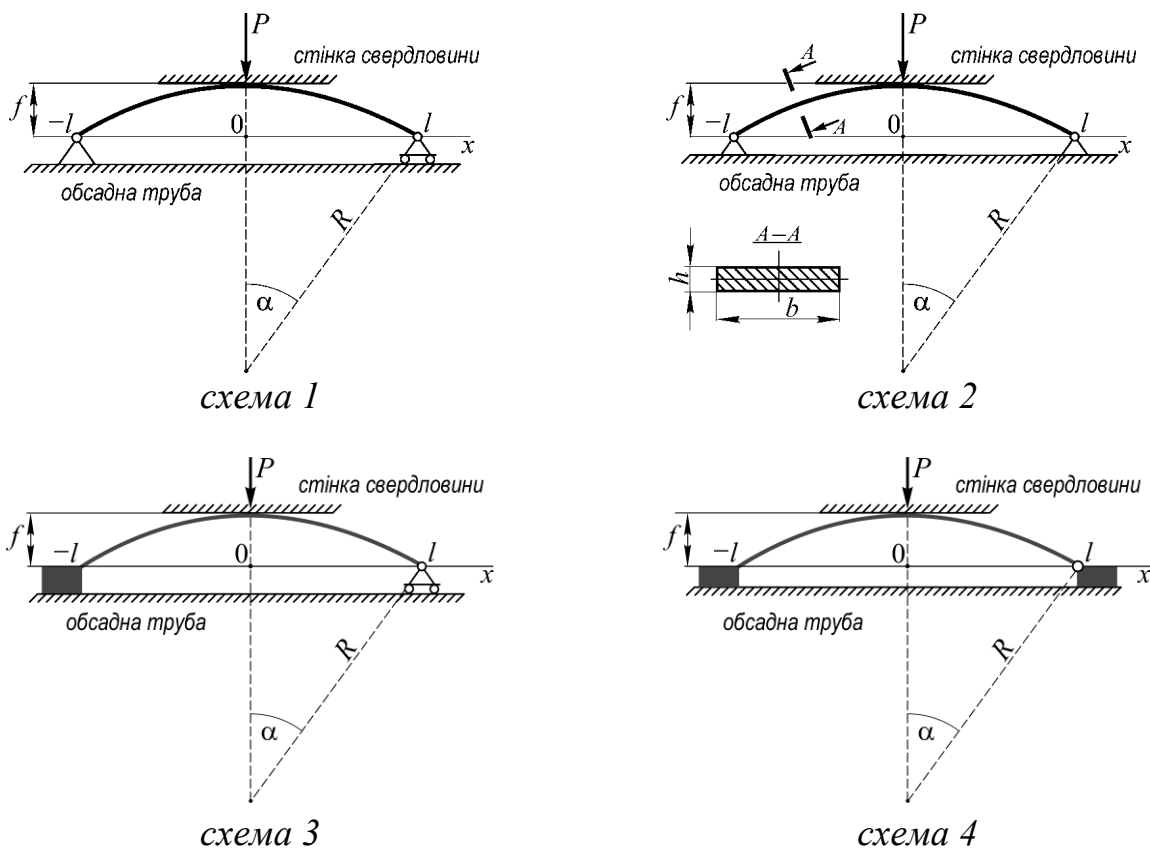 P
стінка свердловини
f
−l
0
l
x
обсадна труба
R
α
схема 1
P
A
стінка свердловини
f
−l
A
0
l
x
обсадна труба
R
A–A
h
b
α
схема 2
P
стінка свердловини
f
−l
0
l
x
обсадна труба
R
α
схема 3
P
стінка свердловини
f
−l
0
l
x
обсадна труба
R
α
схема 4